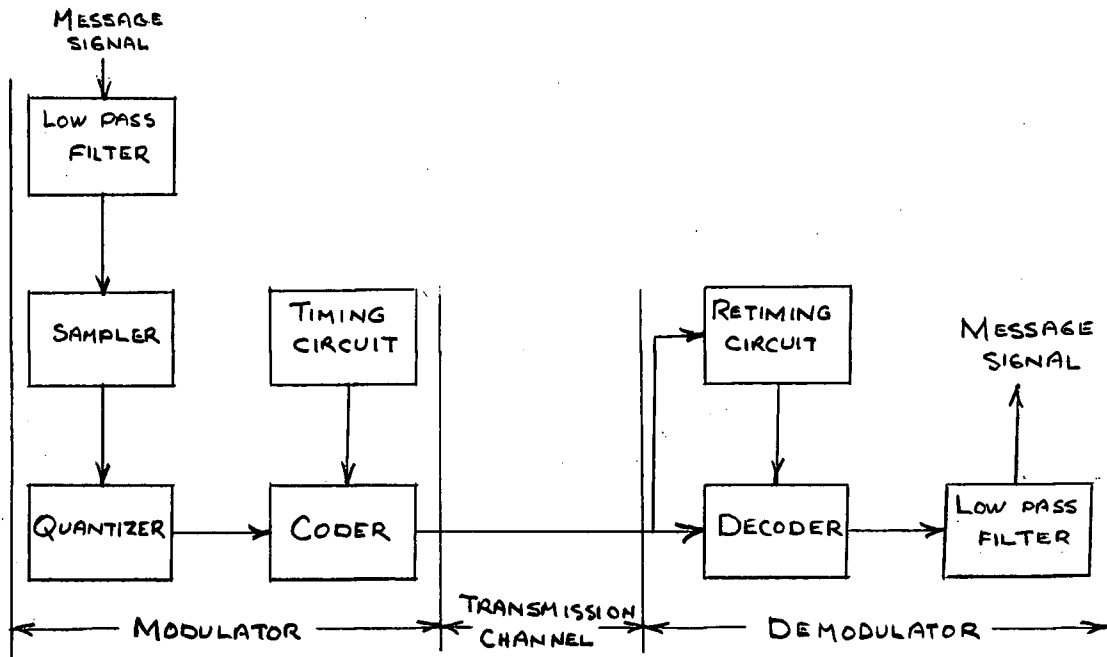 MESSAGE
SIGNAL
LOW PASS
FILTER
SAMPLER
TIMING
CIRCUIT
RETIMING
CIRCUIT
MESSAGE
SIGNAL
QUANTIZER
CODER
DECODER
LOW PASS
FILTER
MODULATOR
TRANSMISSION
CHANNEL
DEMODULATOR